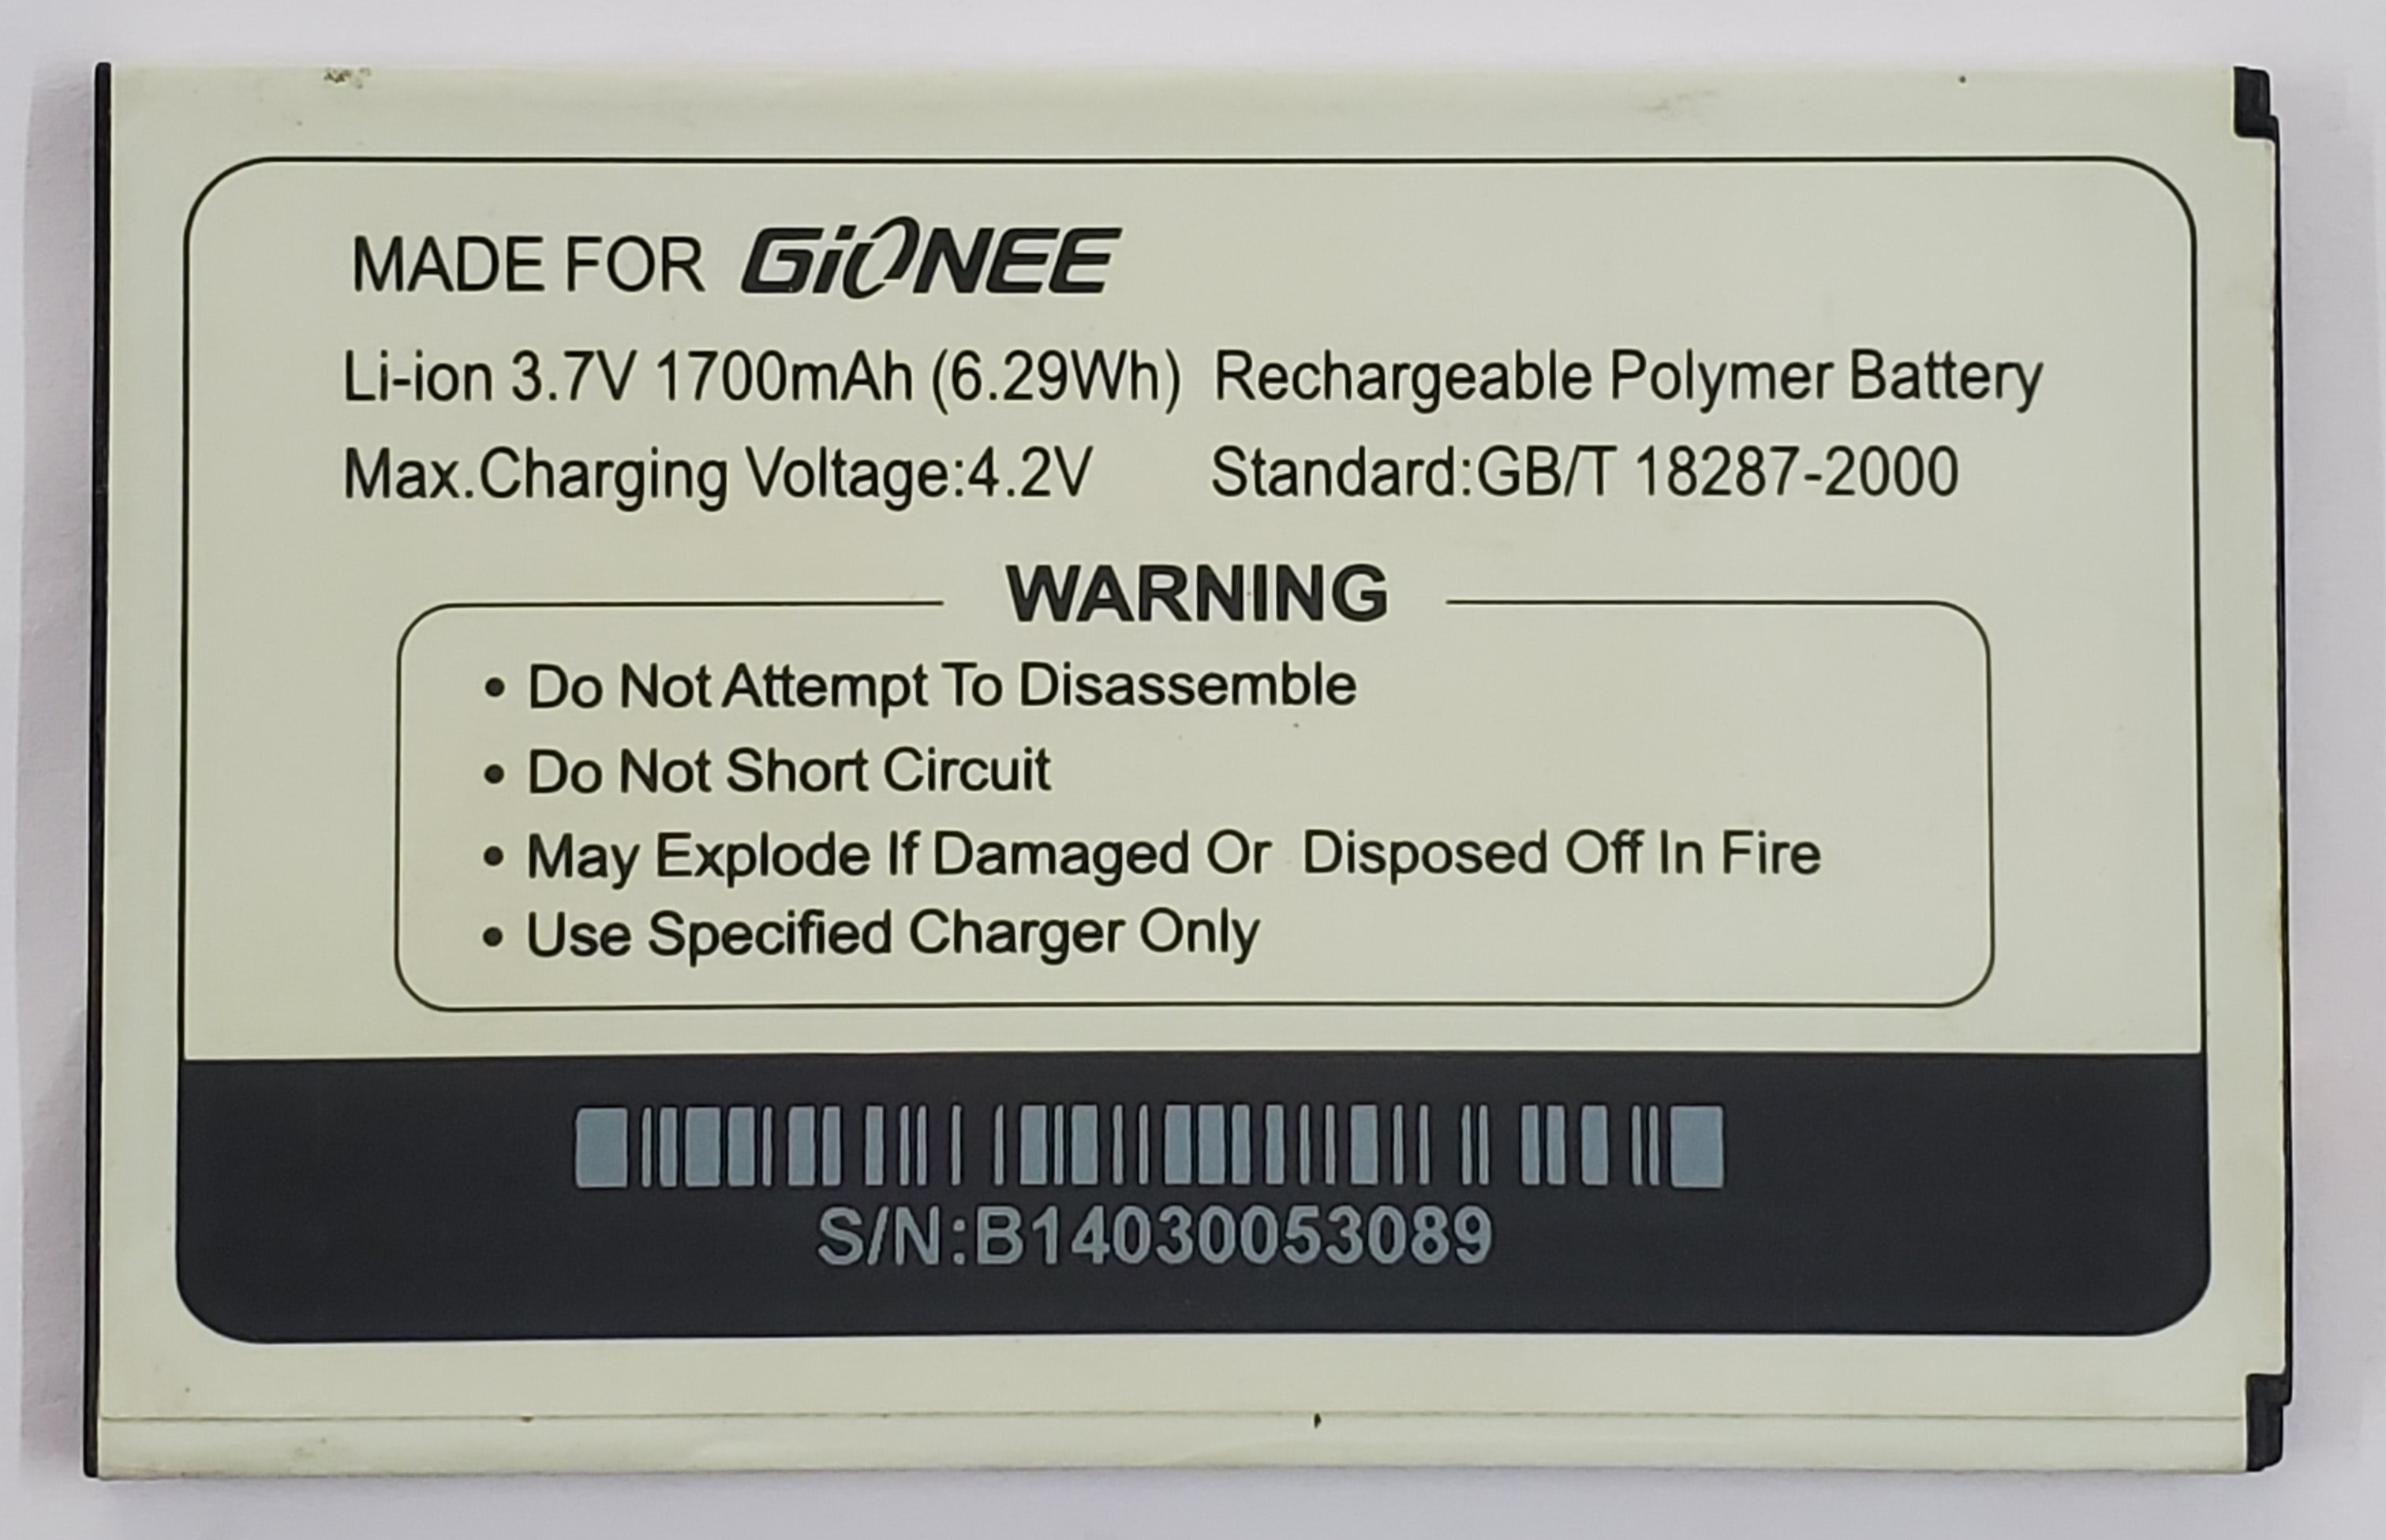 MADE FOR GiONEE
Li-ion 3.7V 1700mAh (6.29Wh) Rechargeable Polymer Battery
Max.Charging Voltage:4.2V Standard:GB/T 18287-2000
WARNING
• Do Not Attempt To Disassemble
• Do Not Short Circuit
• May Explode If Damaged Or Disposed Off In Fire
• Use Specified Charger Only
S/N:B14030053089